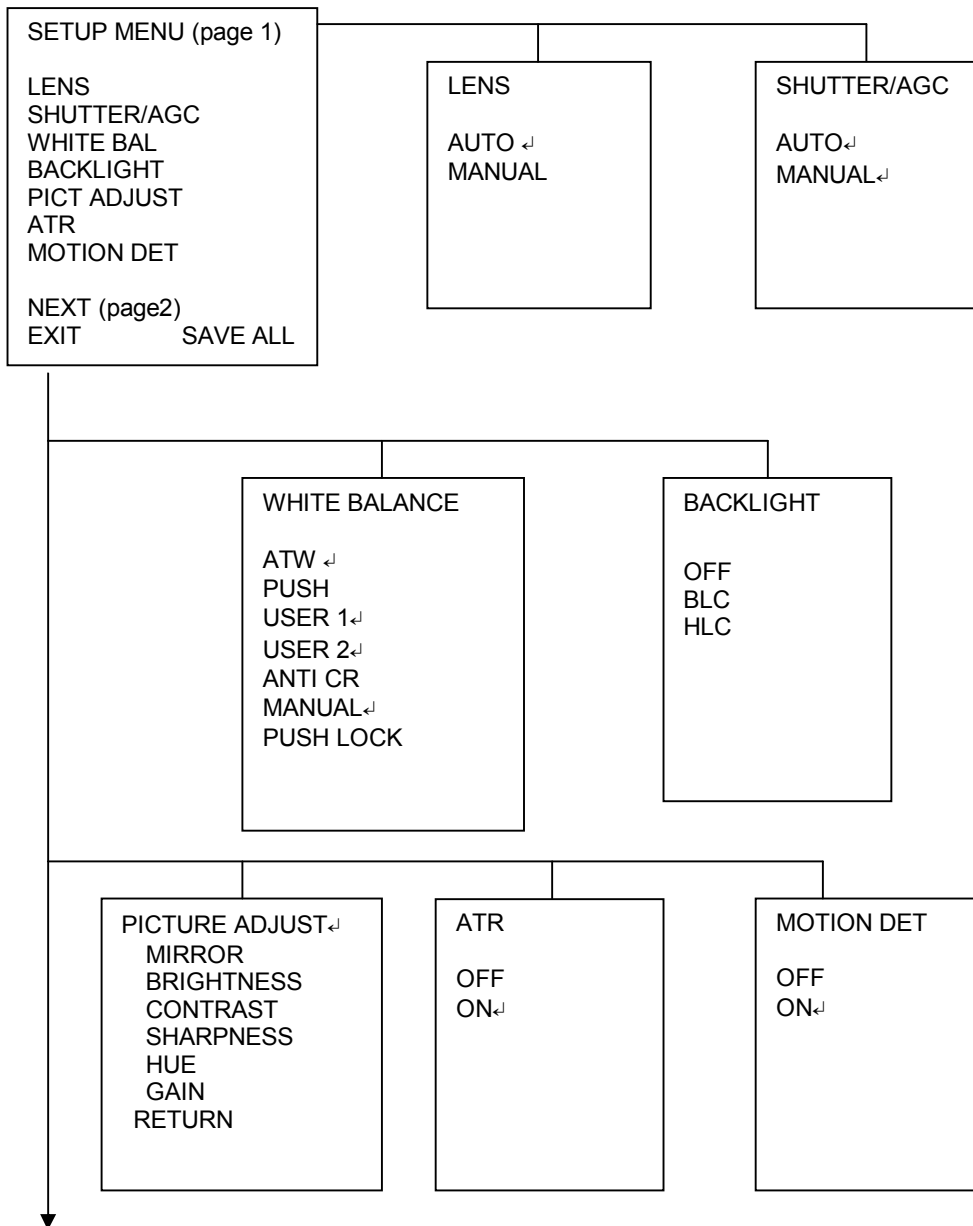 SETUP MENU (page 1)
LENS
SHUTTER/AGC
WHITE BAL
BACKLIGHT
PICT ADJUST
ATR
MOTION DET
NEXT (page2)
EXIT SAVE ALL
LENS
AUTO ↵
MANUAL
SHUTTER/AGC
AUTO↵
MANUAL↵
WHITE BALANCE
ATW ↵
PUSH
USER 1↵
USER 2↵
ANTI CR
MANUAL↵
PUSH LOCK
BACKLIGHT
OFF
BLC
HLC
PICTURE ADJUST↵
MIRROR
BRIGHTNESS
CONTRAST
SHARPNESS
HUE
GAIN
RETURN
ATR
OFF
ON↵
MOTION DET
OFF
ON↵